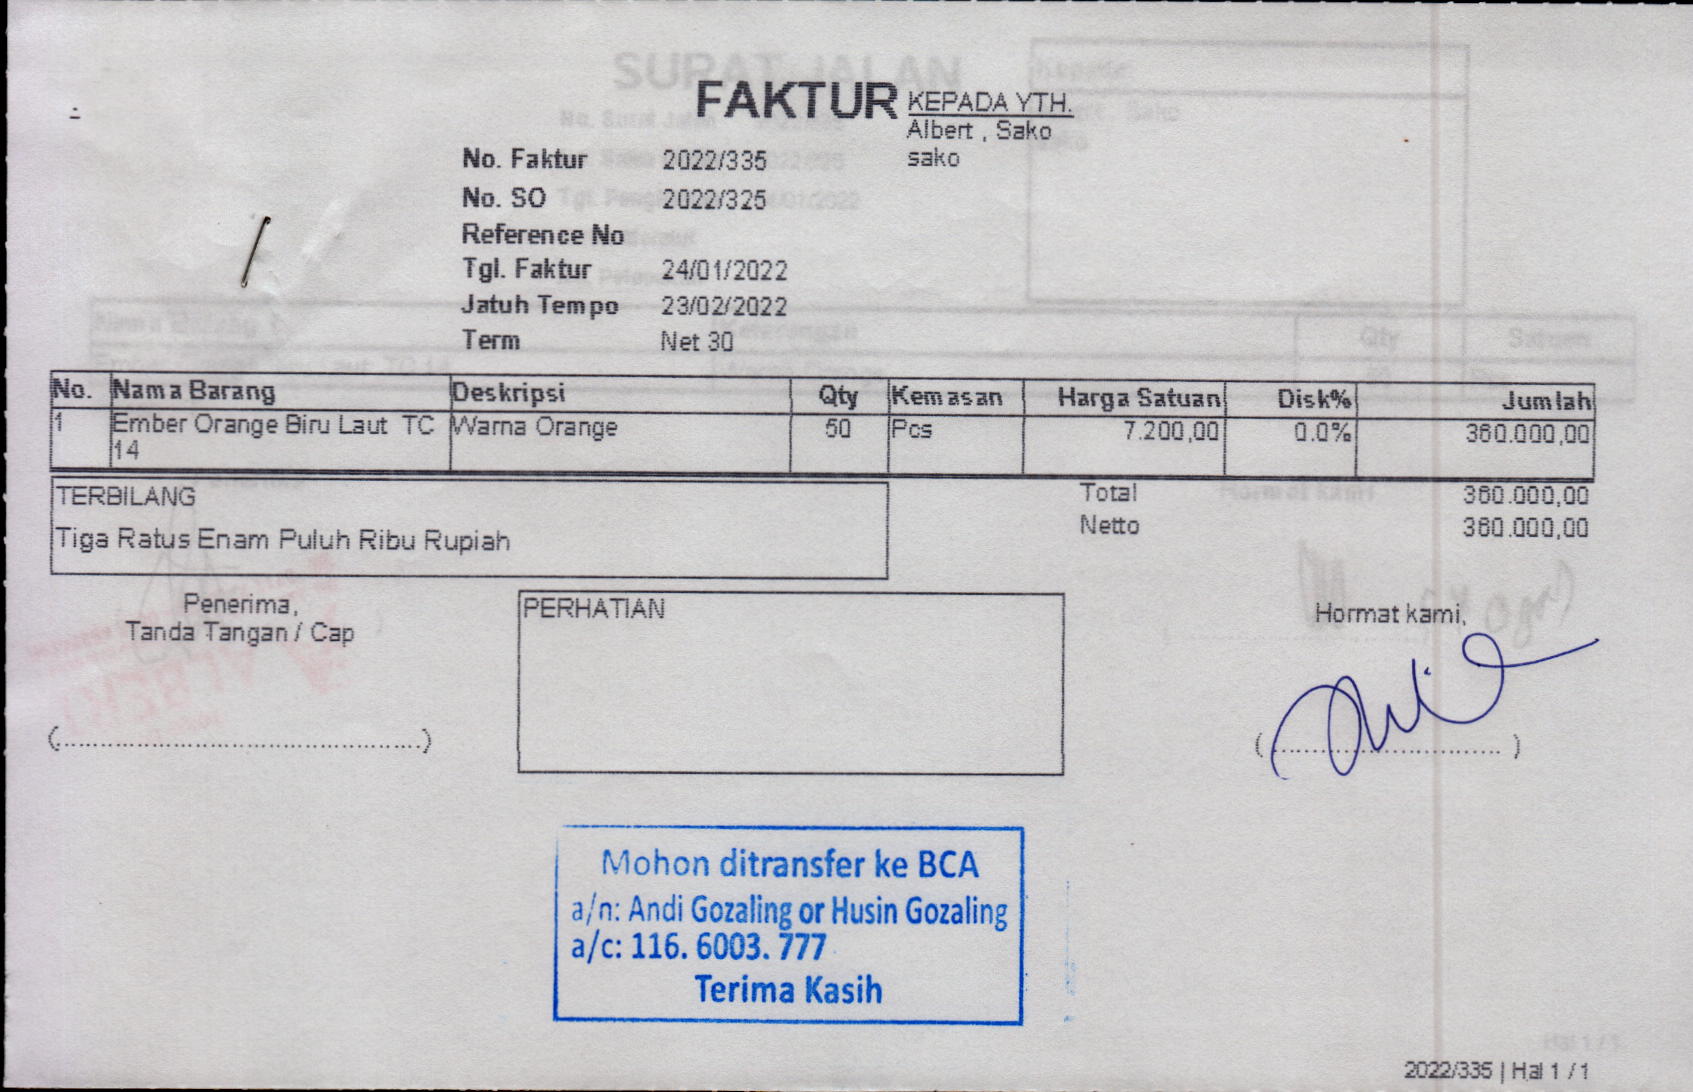 FAKTUR
KEPADA YTH.
Albert , Sako
sako
No. Faktur 2022/335
No. SO 2022/325
Reference No
Tgl. Faktur 24/01/2022
Jatuh Tempo 23/02/2022
Term Net 30
No. Nama Barang Deskripsi Qty Kemasan Harga Satuan Disk% Jumlah
1 Ember Orange Biru Laut TC Warna Orange 50 Pcs 7.200,00 0.0% 360.000,00
14
TERBILANG
Tiga Ratus Enam Puluh Ribu Rupiah
Total 360.000,00
Netto 360.000,00
Penerima,
Tanda Tangan / Cap
(................................................)
PERHATIAN
Hormat kami,
(................................)
Mohon ditransfer ke BCA
a/n: Andi Gozaling or Husin Gozaling
a/c: 116. 6003. 777
Terima Kasih
2022/335 | Hal 1 / 1